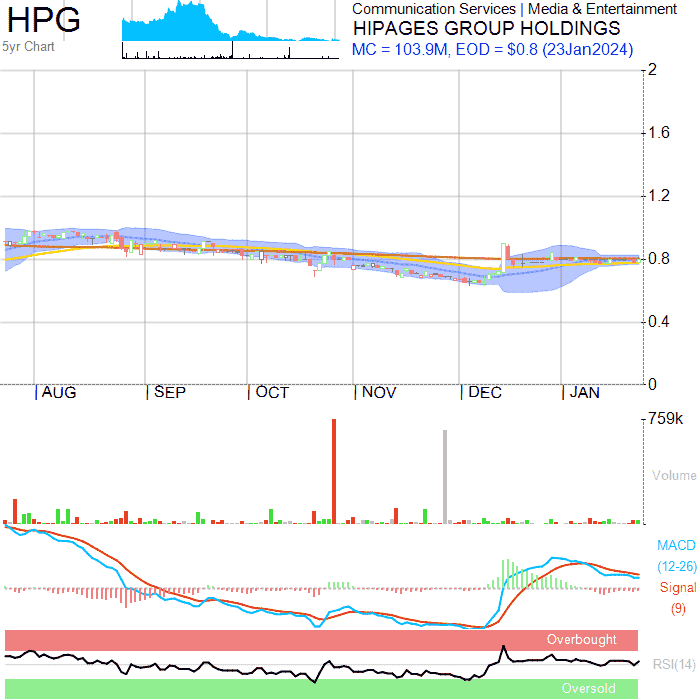 HPG
5yr Chart
Communication Services | Media & Entertainment
HIPAGES GROUP HOLDINGS
MC = 103.9M, EOD = $0.8 (23Jan2024)
2
1.6
1.2
0.8
0.4
0
| AUG | SEP | OCT | NOV | DEC | JAN
759k
Volume
MACD
(12-26)
Signal
(9)
Overbought
RSI(14)
Oversold